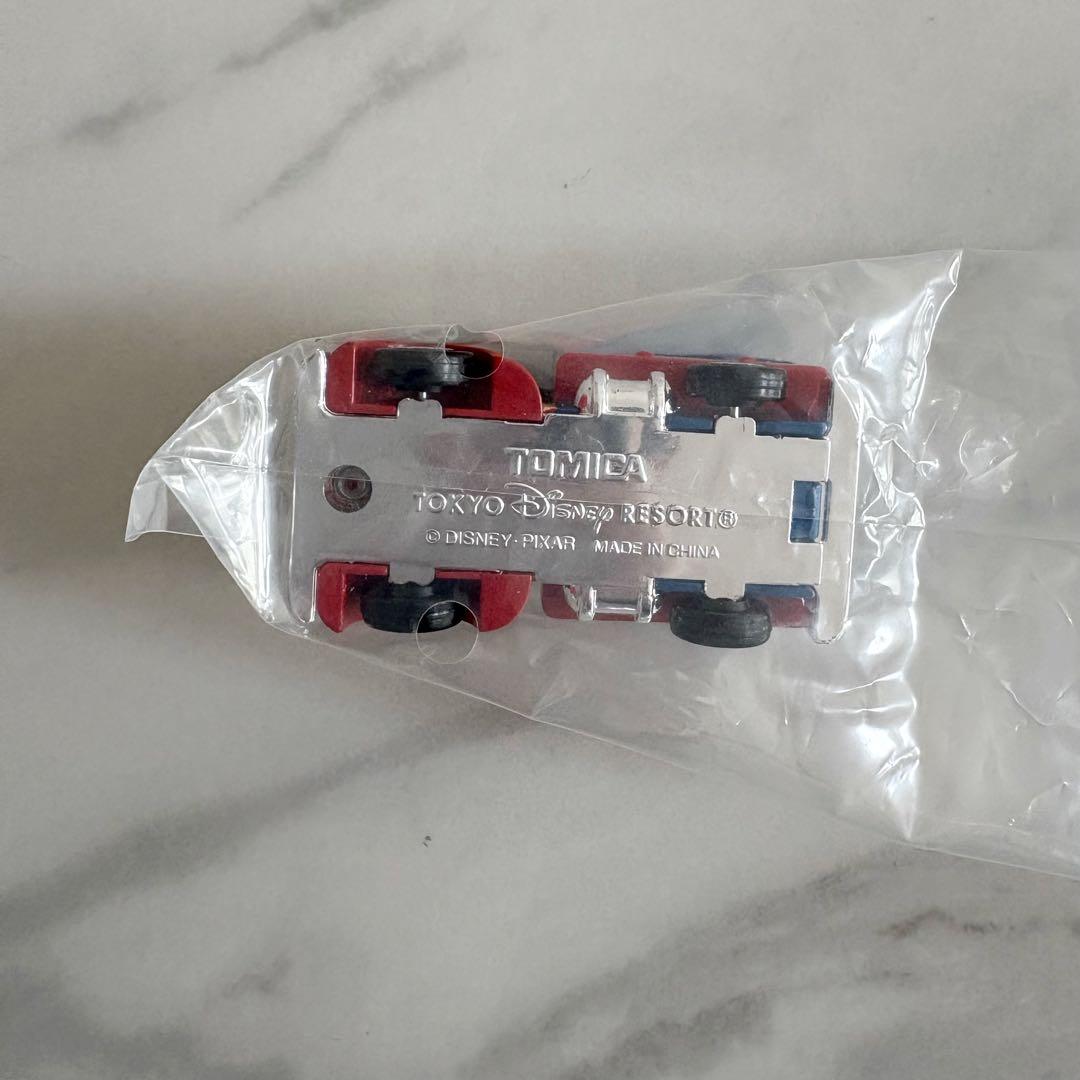 TOMICA
TOKYO Disney RESORT®
© DISNEY · PIXAR MADE IN CHINA